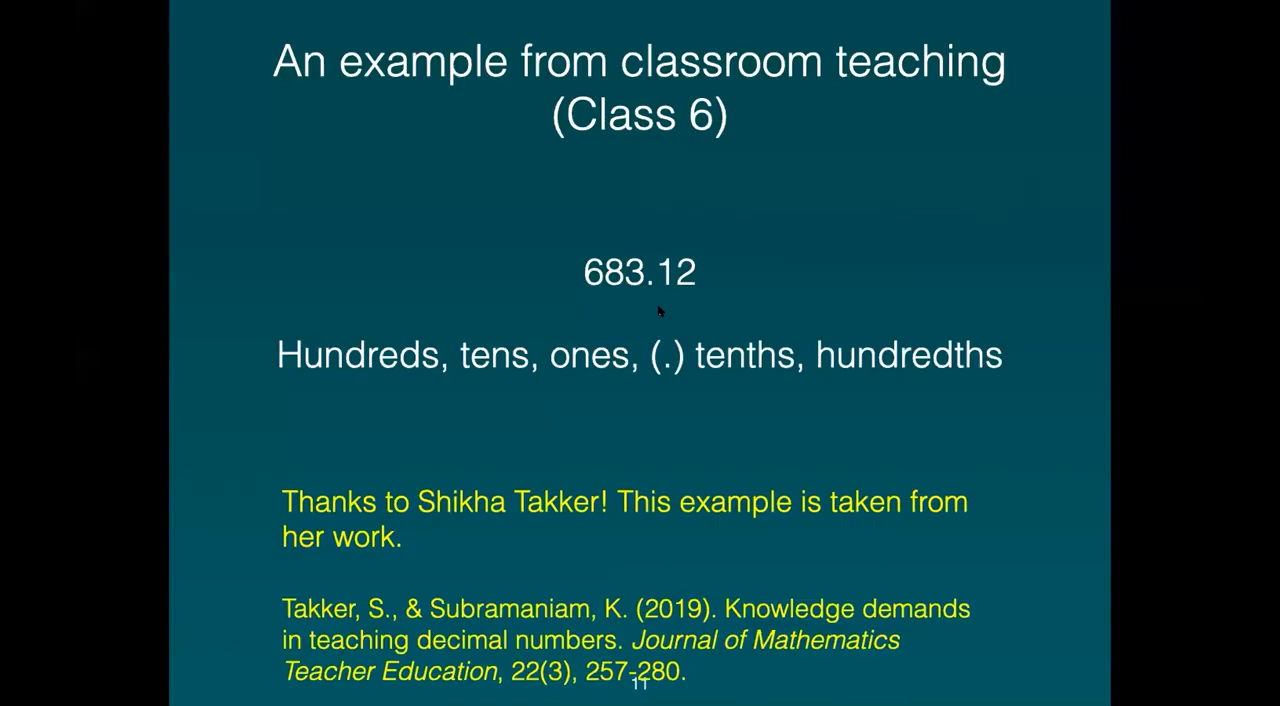 An example from classroom teaching
(Class 6)
683.12
Hundreds, tens, ones, (.) tenths, hundredths
Thanks to Shikha Takker! This example is taken from
her work.
Takker, S., & Subramaniam, K. (2019). Knowledge demands
in teaching decimal numbers. Journal of Mathematics
Teacher Education, 22(3), 257-280.
11